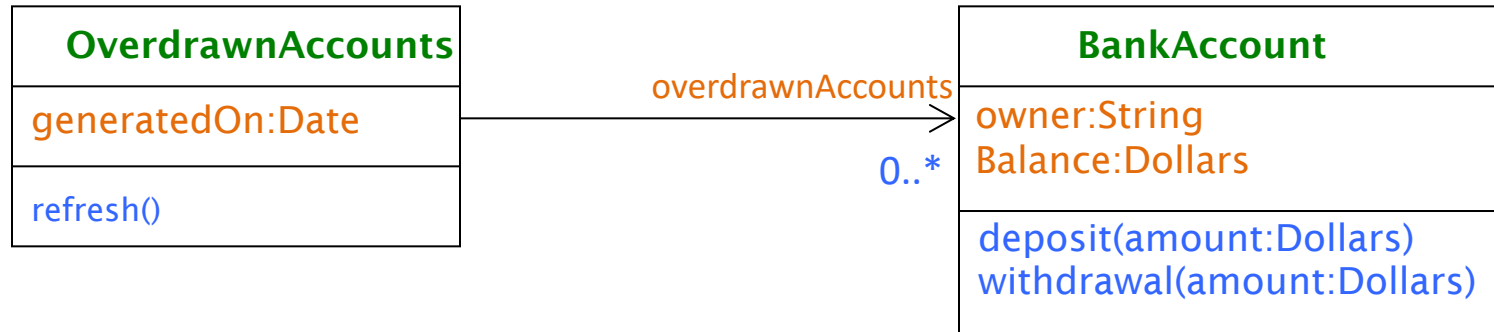 OverdrawnAccounts
generatedOn:Date
refresh()
overdrawnAccounts
0..*
BankAccount
owner:String
Balance:Dollars
deposit(amount:Dollars)
withdrawal(amount:Dollars)